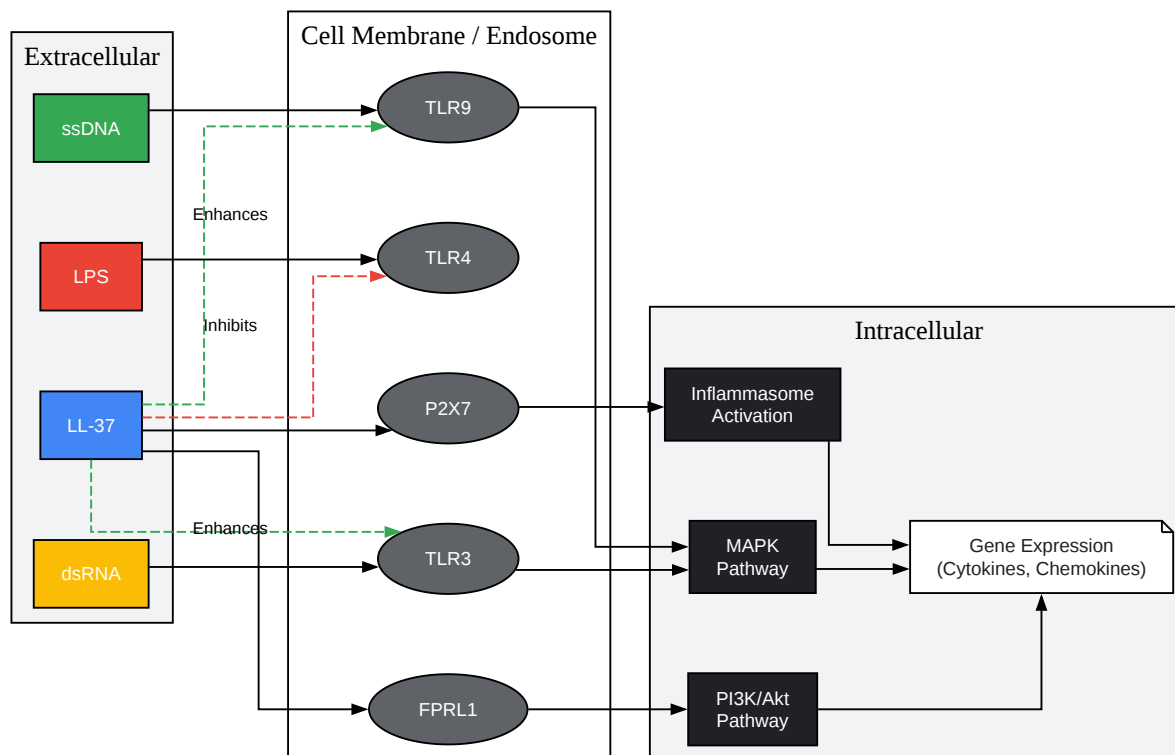 Extracellular
ssDNA
LPS
LL-37
dsRNA
Enhances
Inhibits
Enhances
Cell Membrane / Endosome
TLR9
TLR4
P2X7
TLR3
FPRL1
Intracellular
Inflammasome
Activation
MAPK
Pathway
PI3K/Akt
Pathway
Gene Expression
(Cytokines, Chemokines)